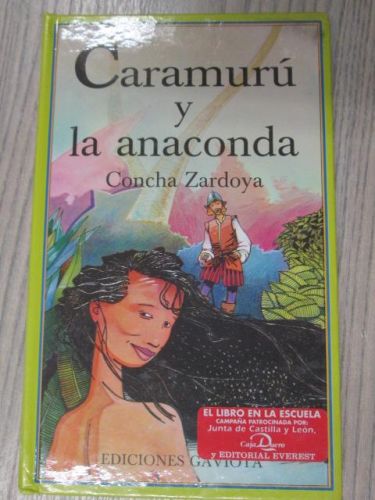 Caramurú
y
la anaconda
Concha Zardoya
EL LIBRO EN LA ESCUELA
CAMPAÑA PATROCINADA POR:
Junta de Castilla y León,
Caja Duero
y EDITORIAL EVEREST
EDICIONES GAVIOTA